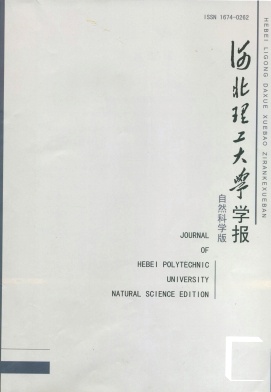 ISSN 1674-0262
HEBEI LIGONG DAXUE XUEBAO ZIRANKEXUEBAN
河北理工大学学报
自然科学版
JOURNAL
OF
HEBEI POLYTECHNIC
UNIVERSITY
NATURAL SCIENCE EDITION